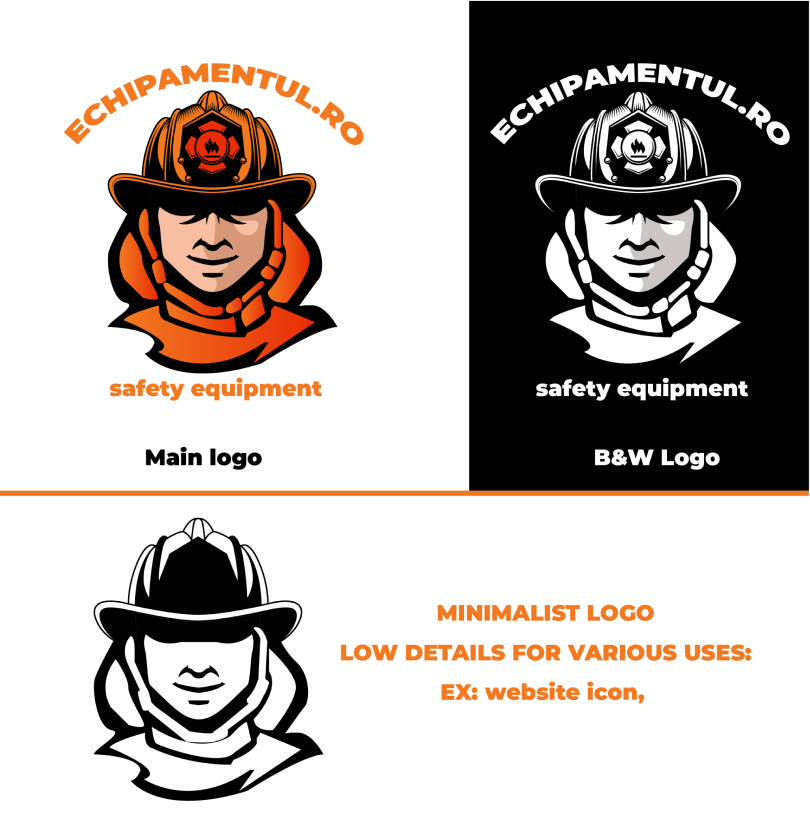 ECHIPAMENTUL.RO
safety equipment
Main logo
ECHIPAMENTUL.RO
safety equipment
B&W Logo
MINIMALIST LOGO
LOW DETAILS FOR VARIOUS USES:
EX: website icon,